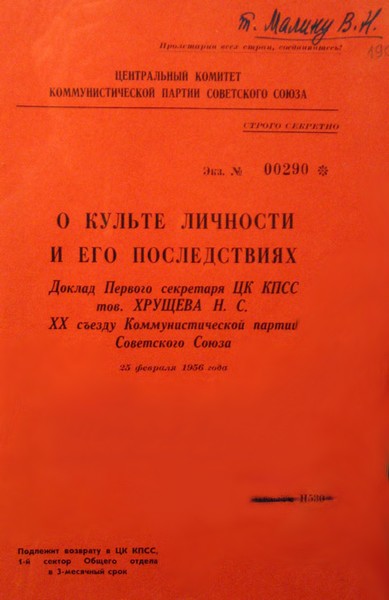 т. Малину В.Н.
Пролетарии всех стран, соединяйтесь!
190
ЦЕНТРАЛЬНЫЙ КОМИТЕТ
КОММУНИСТИЧЕСКОЙ ПАРТИИ СОВЕТСКОГО СОЮЗА
СТРОГО СЕКРЕТНО
Экз. № 00290 *
О КУЛЬТЕ ЛИЧНОСТИ
И ЕГО ПОСЛЕДСТВИЯХ
Доклад Первого секретаря ЦК КПСС
тов. ХРУЩЕВА Н. С.
XX съезду Коммунистической партии
Советского Союза
25 февраля 1956 года
П530
Подлежит возврату в ЦК КПСС,
1-й сектор Общего отдела
в 3-месячный срок